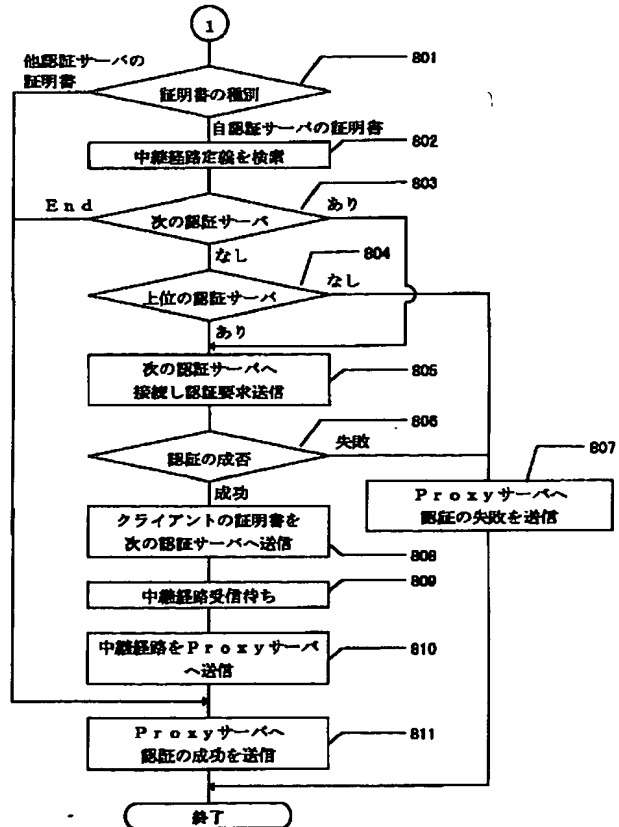 1
他認証サーバの
証明書
801
証明書の種別
自認証サーバの証明書
802
中継経路定義を検索
803
End
次の認証サーバ
あり
なし
804
上位の認証サーバ
なし
あり
次の認証サーバへ
接続し認証要求送信
805
806
認証の成否
失敗
807
成功
Proxyサーバへ
認証の失敗を送信
クライアントの証明書を
次の認証サーバへ送信
808
809
中継経路受信待ち
中継経路をProxyサーバ
へ送信
810
Proxyサーバへ
認証の成功を送信
811
終了